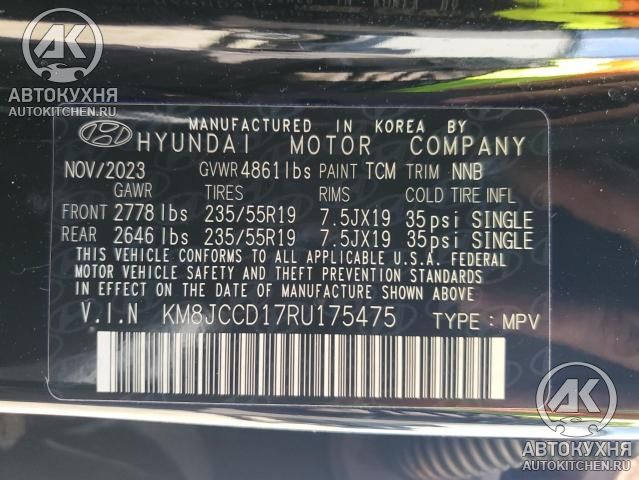 АВТОКУХНЯ
AUTOKITCHEN.RU
MANUFACTURED IN KOREA BY
HYUNDAI MOTOR COMPANY
NOV/2023 GVWR 4861 lbs PAINT TCM TRIM NNB
GAWR TIRES RIMS COLD TIRE INFL
FRONT 2778 lbs 235/55R19 7.5JX19 35psi SINGLE
REAR 2646 lbs 235/55R19 7.5JX19 35psi SINGLE
THIS VEHICLE CONFORMS TO ALL APPLICABLE U.S.A. FEDERAL
MOTOR VEHICLE SAFETY AND THEFT PREVENTION STANDARDS
IN EFFECT ON THE DATE OF MANUFACTURE SHOWN ABOVE.
V.I.N KM8JCCD17RU175475 TYPE : MPV
АВТОКУХНЯ
AUTOKITCHEN.RU